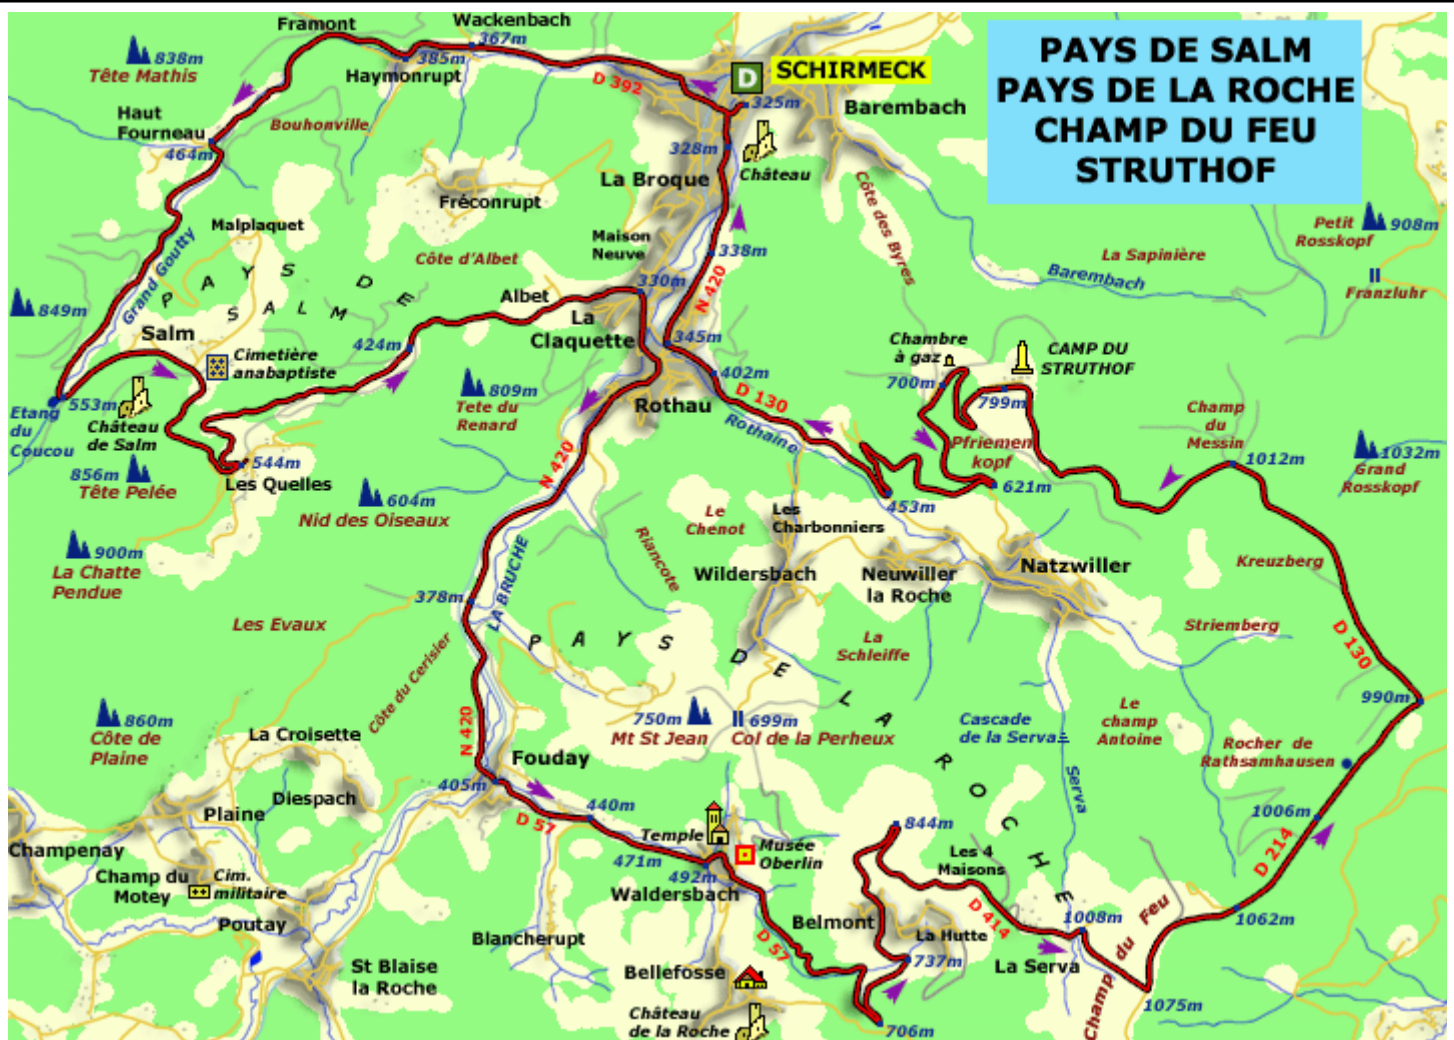 PAYS DE SALM
PAYS DE LA ROCHE
CHAMP DU FEU
STRUTHOF
Framont
Wackenbach
367m
838m
Tête Mathis
385m
Haymonrupt
D 392
D
SCHIRMECK
325m
Barembach
Haut
Fourneau
464m
Bouhonville
328m
La Broque
Château
Fréconrupt
Malplaquet
Côte des Byres
Petit
Rosskopf
908m
Maison
Neuve
338m
La Sapinière
Barembach
Franzluhr
Grand Goutty
PAYS DE
SALM
Côte d'Albet
330m
N 420
849m
Albet
La
Claquette
Salm
Cimetière
anabaptiste
424m
345m
Chambre
à gaz
700m
CAMP DU
STRUTHOF
799m
402m
D 130
Etang
du
Coucou
553m
Château
de Salm
809m
Tete du
Renard
Rothau
Rothaine
Champ
du
Messin
Pfriemen
kopf
1012m
1032m
Grand
Rosskopf
856m
Tête Pelée
544m
Les Quelles
N 420
621m
453m
604m
Nid des Oiseaux
Le
Chenot
Les
Charbonniers
900m
La Chatte
Pendue
Riancote
LA BRUCHE
Wildersbach
Neuwiller
la Roche
Natzwiller
Kreuzberg
378m
Les Evaux
Côte du Cerisier
PAYS DE LA ROCHE
La
Schleiffe
Striemberg
D 130
990m
860m
Côte de
Plaine
La Croisette
N 420
750m
Mt St Jean
699m
Col de la Perheux
Cascade
de la Serva
Serva
Le
champ
Antoine
Rocher de
Rathsamhausen
Fouday
405m
Diespach
Plaine
440m
D 57
Temple
Musée
Oberlin
844m
1006m
D 214
Champenay
471m
492m
Waldersbach
Les 4
Maisons
Champ du
Motey
Cim.
militaire
Poutay
Belmont
D 414
1008m
1062m
La Hutte
Blancherupt
D 57
737m
La Serva
Champ du Feu
St Blaise
la Roche
Bellefosse
1075m
Château
de la Roche
706m